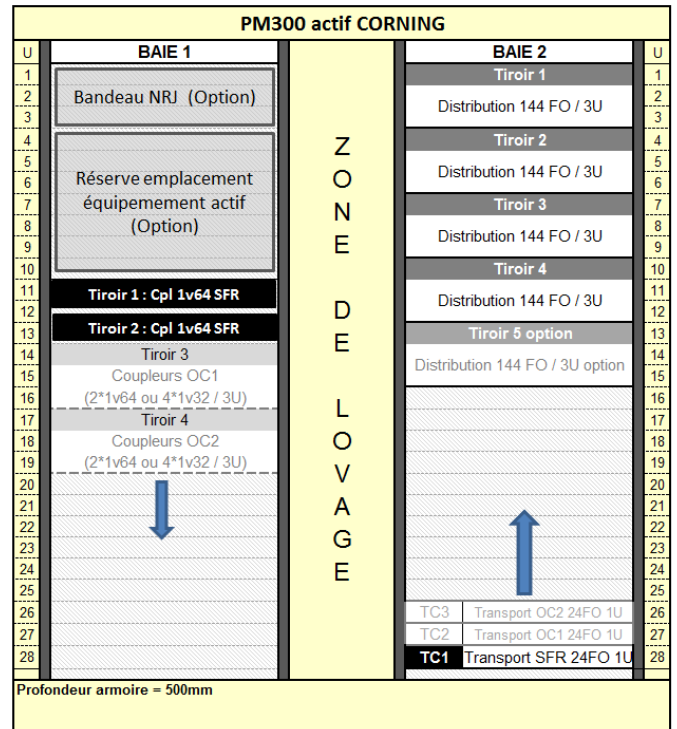 PM300 actif CORNING
U
BAIE 1
BAIE 2
U
1
2
3
4
5
6
7
8
9
10
11
12
13
14
15
16
17
18
19
20
21
22
23
24
25
26
27
28
Bandeau NRJ (Option)
Réserve emplacement
équipemement actif
(Option)
Tiroir 1 : Cpl 1v64 SFR
Tiroir 2 : Cpl 1v64 SFR
Tiroir 3
Coupleurs OC1
(2*1v64 ou 4*1v32 / 3U)
Tiroir 4
Coupleurs OC2
(2*1v64 ou 4*1v32 / 3U)
Z
O
N
E
D
E
L
O
V
A
G
E
Tiroir 1
Distribution 144 FO / 3U
Tiroir 2
Distribution 144 FO / 3U
Tiroir 3
Distribution 144 FO / 3U
Tiroir 4
Distribution 144 FO / 3U
Tiroir 5 option
Distribution 144 FO / 3U option
TC3 Transport OC2 24FO 1U
TC2 Transport OC1 24FO 1U
TC1 Transport SFR 24FO 1U
1
2
3
4
5
6
7
8
9
10
11
12
13
14
15
16
17
18
19
20
21
22
23
24
25
26
27
28
Profondeur armoire = 500mm